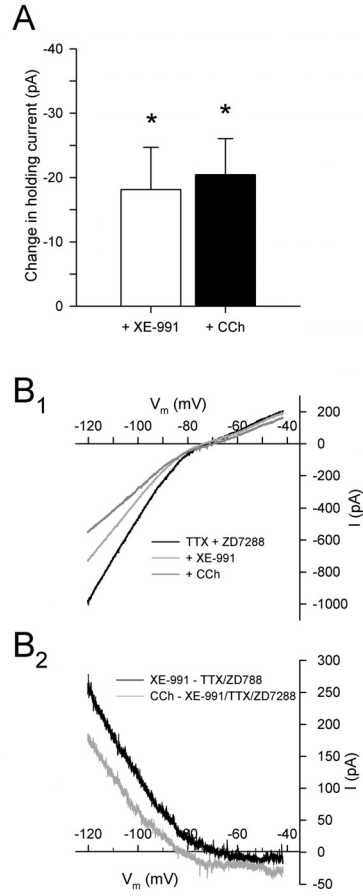 A
Change in holding current (pA)
-40
-30
-20
-10
0
* *
+ XE-991 + CCh
B1
Vm (mV)
-120 -100 -80 -60 -40
200
0
-200
-400
-600
-800
-1000
I (pA)
TTX + ZD7288
+ XE-991
+ CCh
B2
XE-991 - TTX/ZD788
CCh - XE-991/TTX/ZD7288
300
250
200
150
100
50
0
-50
I (pA)
-120 -100 -80 -60 -40
Vm (mV)